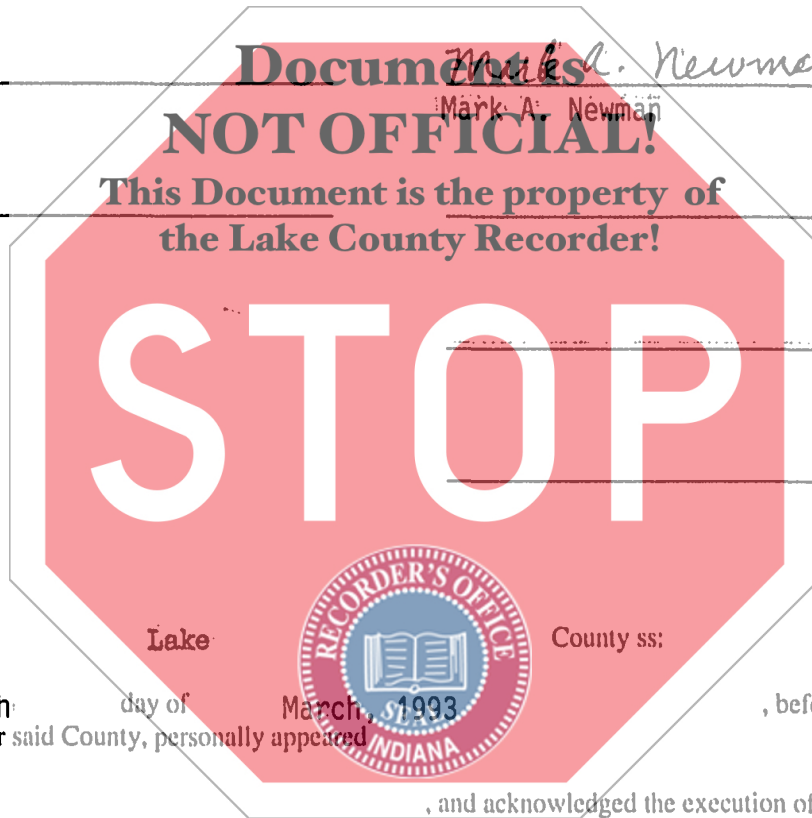 Document is Mark A. Newma
Mark A. Newman
NOT OFFICIAL!
This Document is the property of
the Lake County Recorder!
STOP
RECORDER'S OFFICE
Lake County ss:
h day of March, 1993 , befo
SEAL
r said County, personally appeared
INDIANA
, and acknowledged the execution of